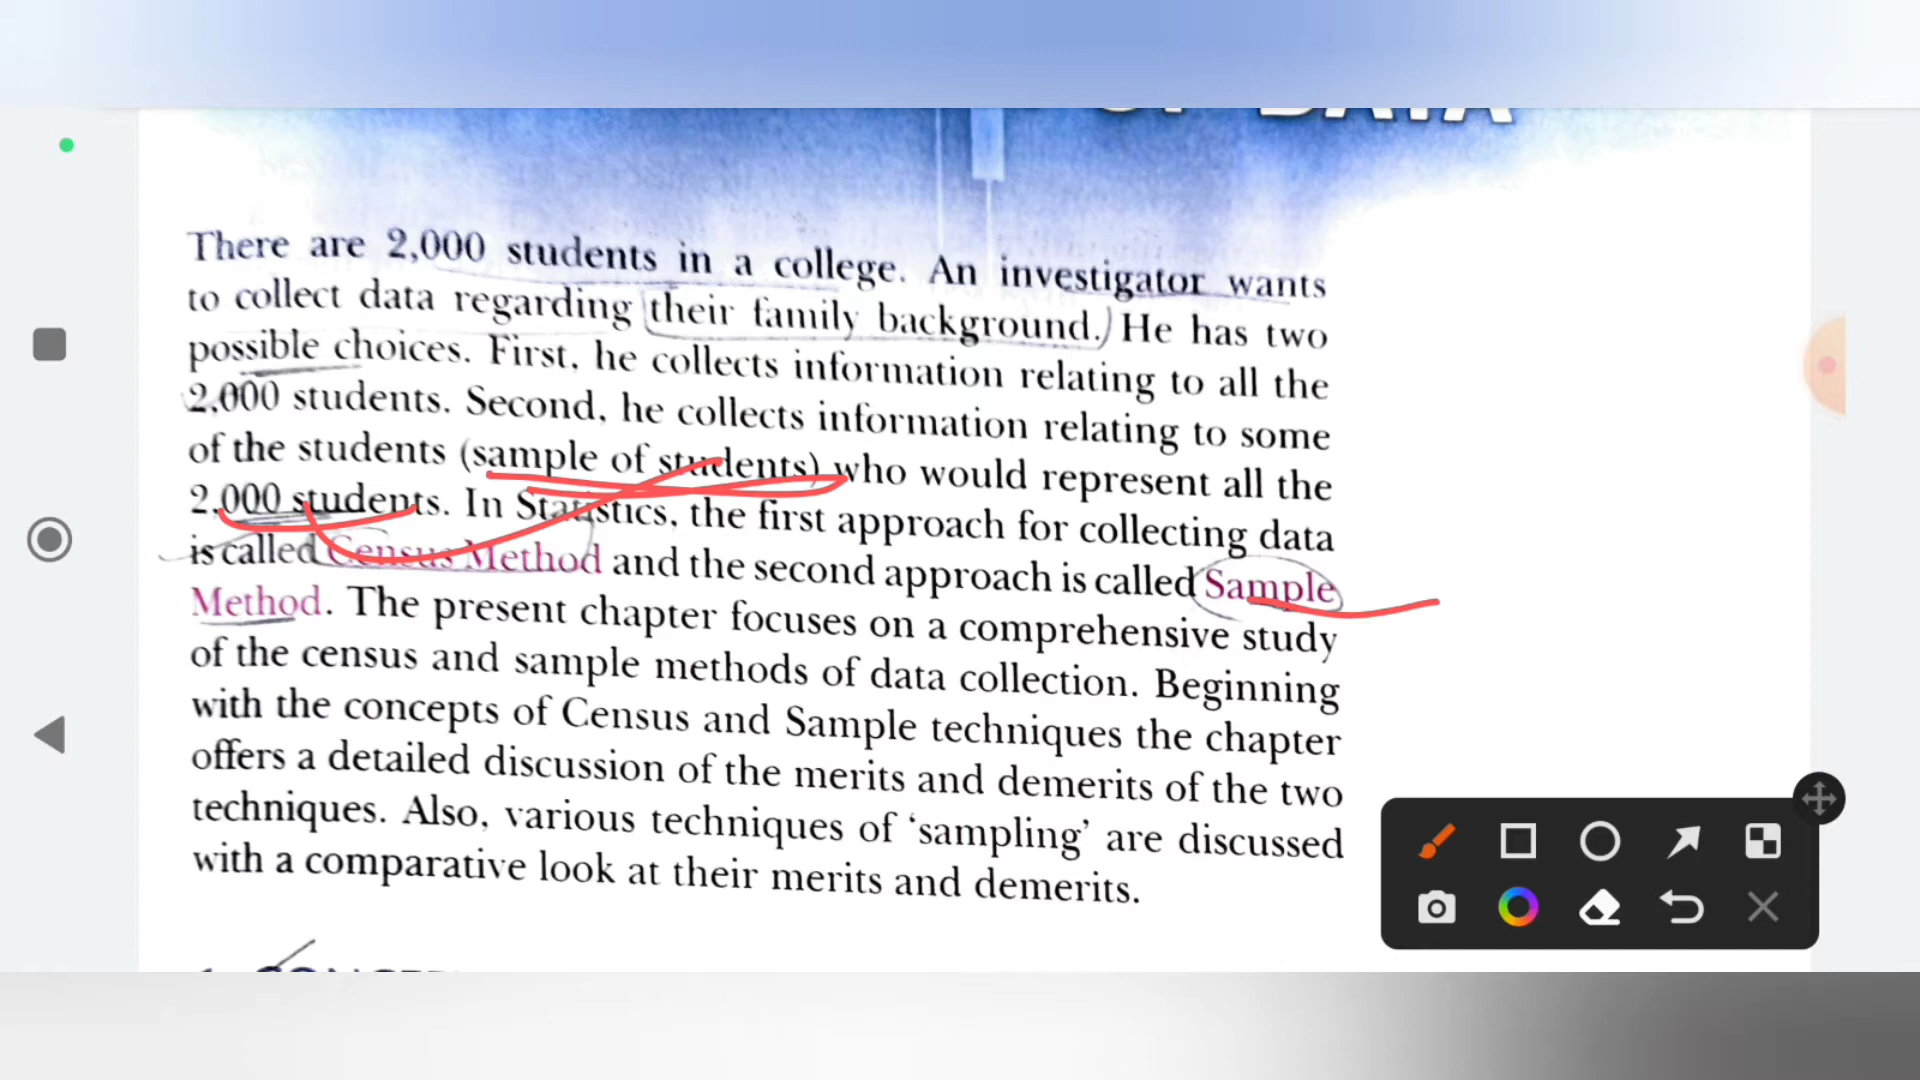 OF DATA
There are 2,000 students in a college. An investigator wants
to collect data regarding their family background. He has two
possible choices. First, he collects information relating to all the
2,000 students. Second, he collects information relating to some
of the students (sample of students) who would represent all the
2,000 students. In Statistics, the first approach for collecting data
is called Census Method and the second approach is called Sample
Method. The present chapter focuses on a comprehensive study
of the census and sample methods of data collection. Beginning
with the concepts of Census and Sample techniques the chapter
offers a detailed discussion of the merits and demerits of the two
techniques. Also, various techniques of ‘sampling’ are discussed
with a comparative look at their merits and demerits.